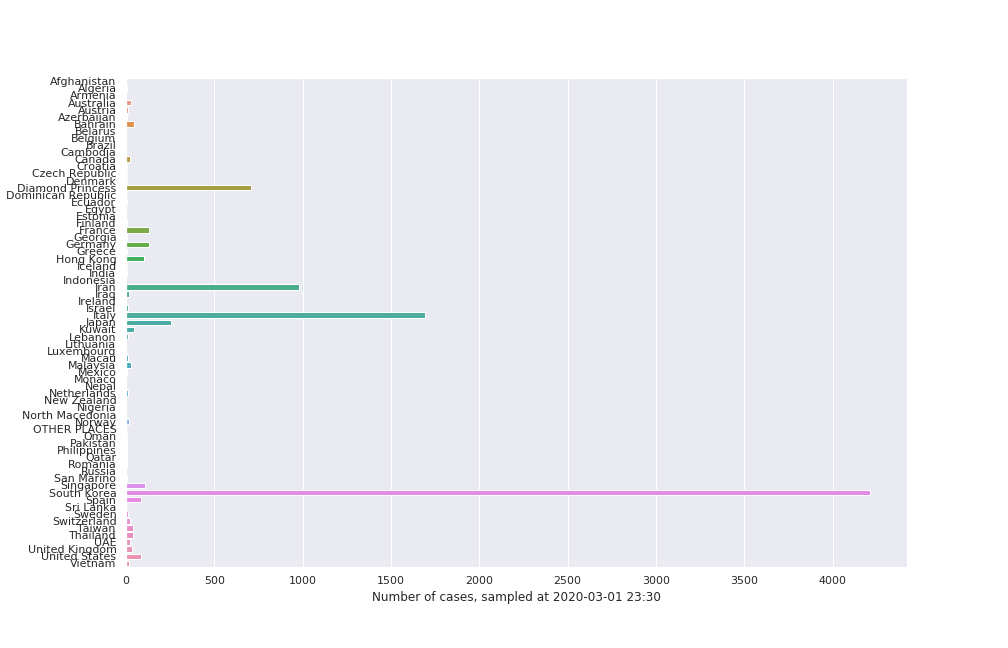 Afghanistan
Algeria
Armenia
Australia
Austria
Azerbaijan
Bahrain
Belarus
Belgium
Brazil
Cambodia
Canada
Croatia
Czech Republic
Denmark
Diamond Princess
Dominican Republic
Ecuador
Egypt
Estonia
Finland
France
Georgia
Germany
Greece
Hong Kong
Iceland
India
Indonesia
Iran
Iraq
Ireland
Israel
Italy
Japan
Kuwait
Lebanon
Lithuania
Luxembourg
Macau
Malaysia
Mexico
Monaco
Nepal
Netherlands
New Zealand
Nigeria
North Macedonia
Norway
OTHER PLACES
Oman
Pakistan
Philippines
Qatar
Romania
Russia
San Marino
Singapore
South Korea
Spain
Sri Lanka
Sweden
Switzerland
Taiwan
Thailand
UAE
United Kingdom
United States
Vietnam
0 500 1000 1500 2000 2500 3000 3500 4000
Number of cases, sampled at 2020-03-01 23:30